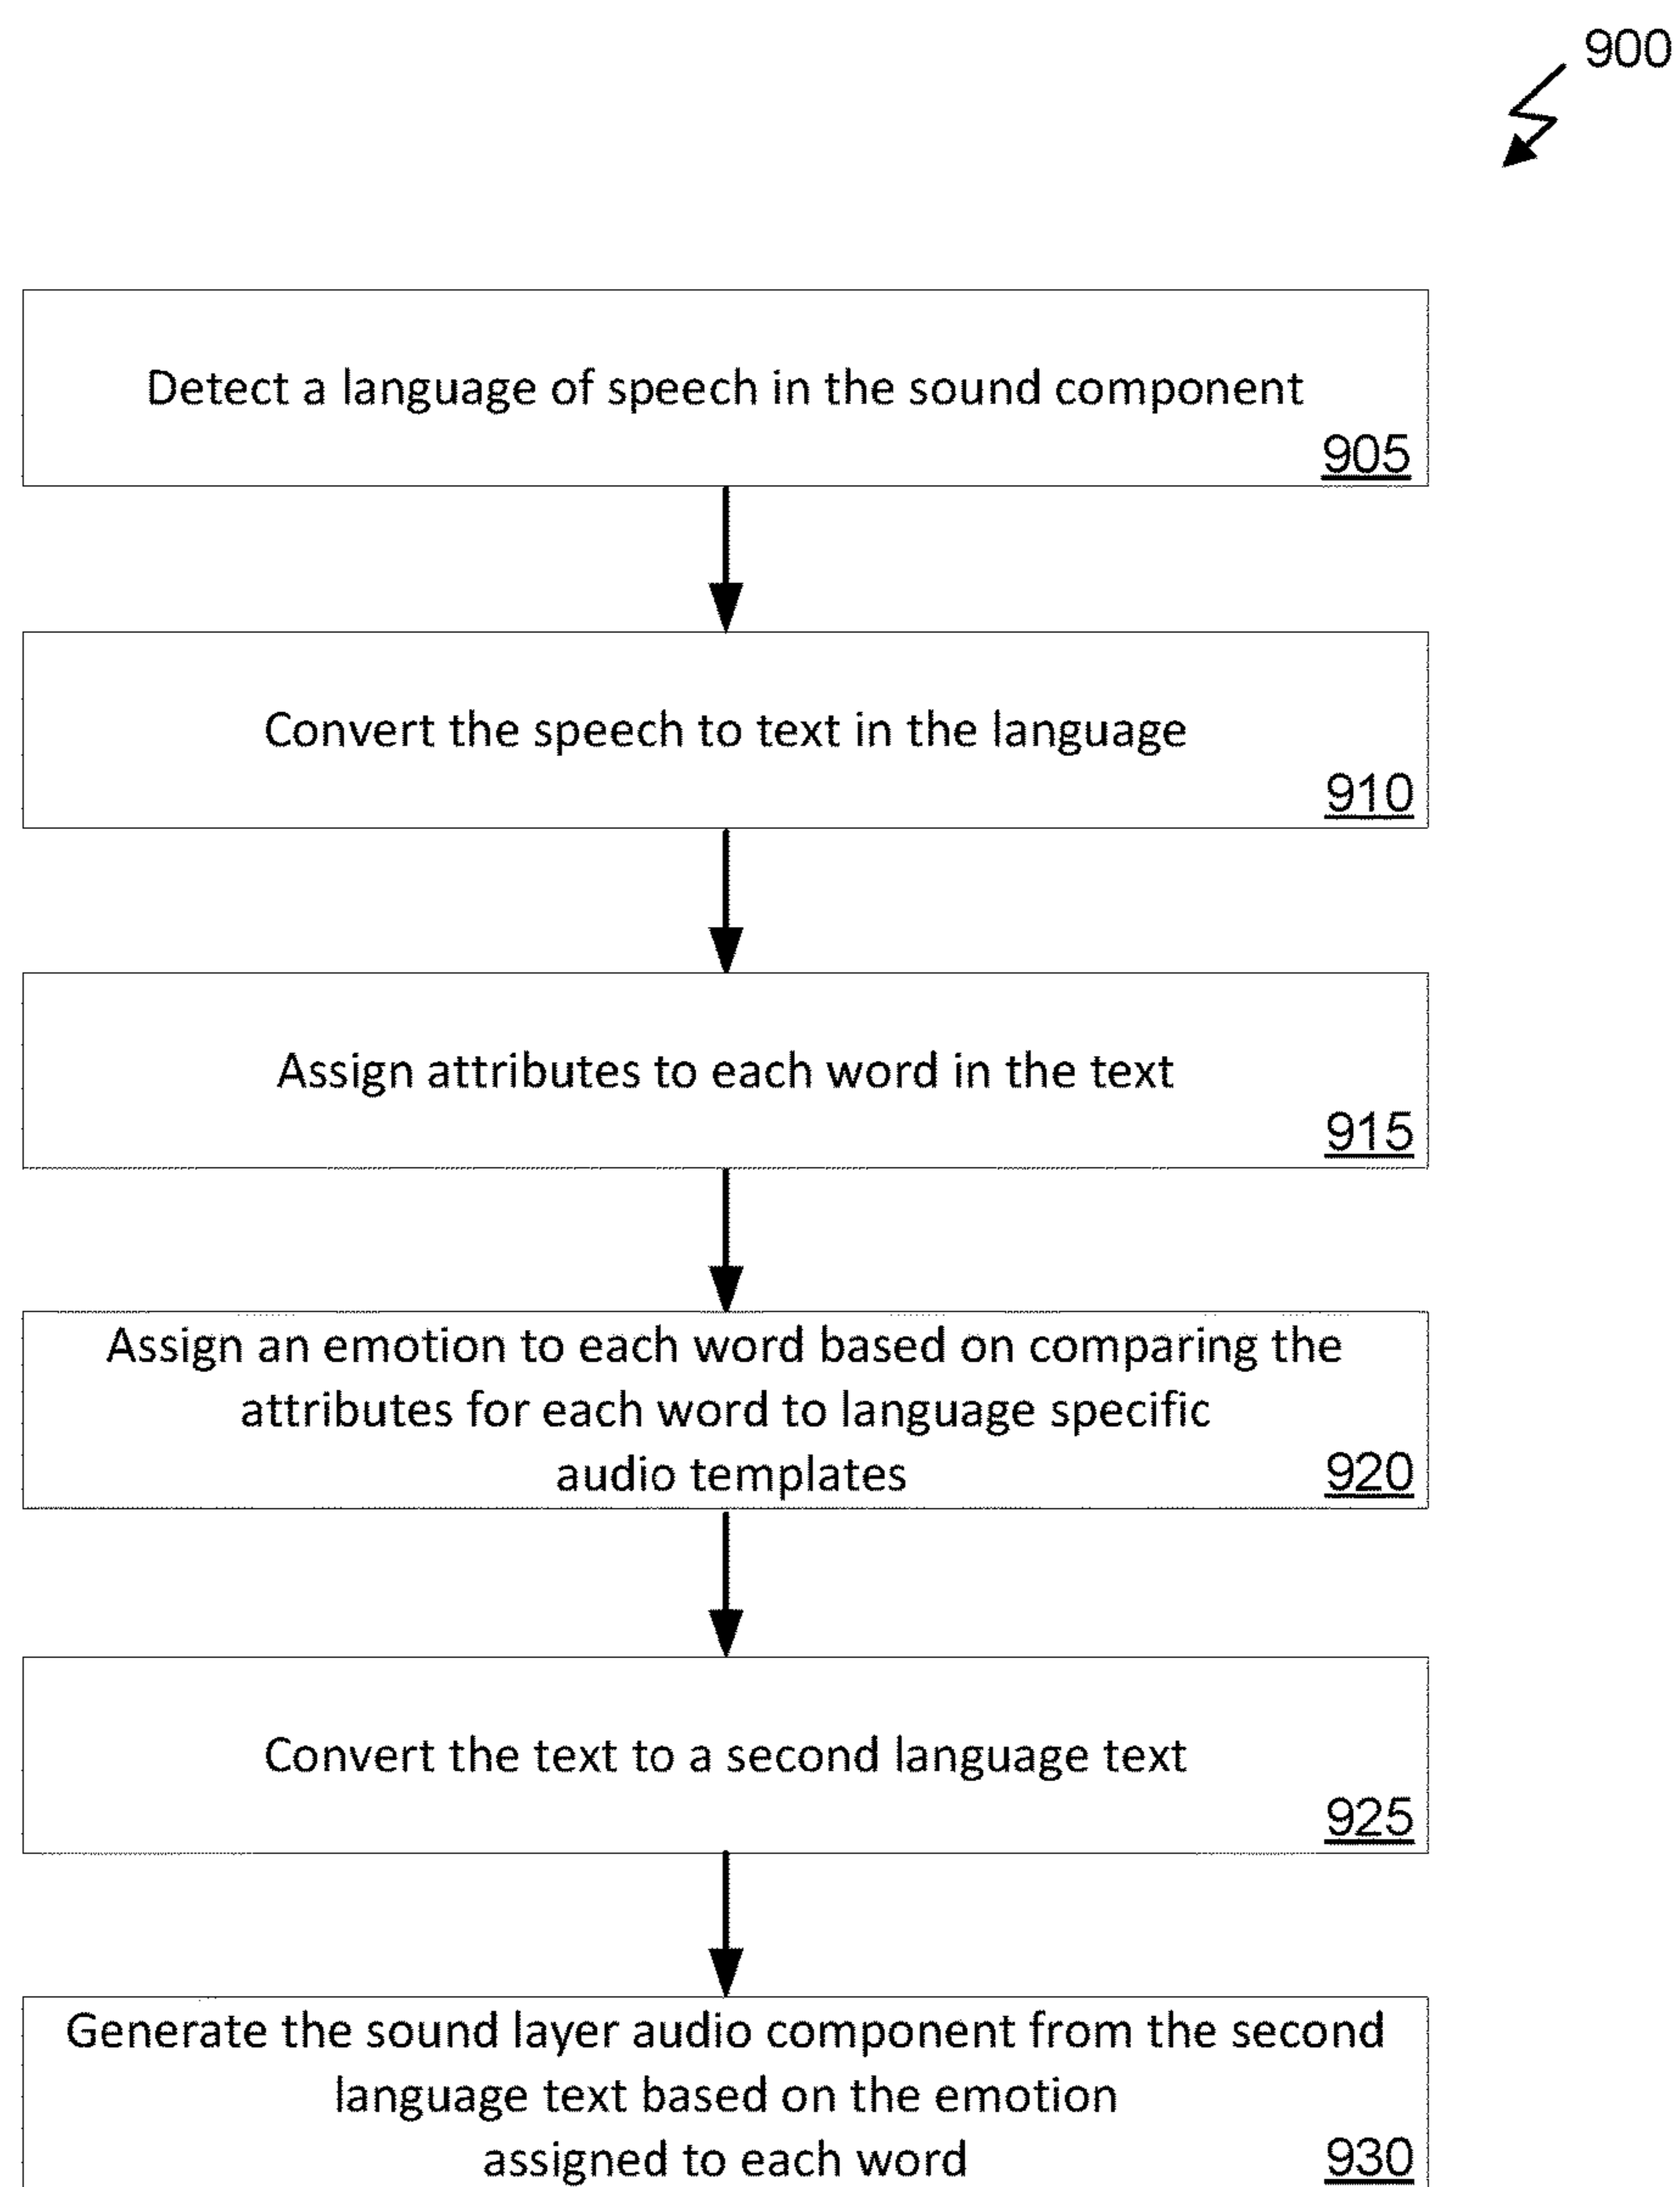 900
Detect a language of speech in the sound component
905
Convert the speech to text in the language
910
Assign attributes to each word in the text
915
Assign an emotion to each word based on comparing the
attributes for each word to language specific
audio templates
920
Convert the text to a second language text
925
Generate the sound layer audio component from the second
language text based on the emotion
assigned to each word
930